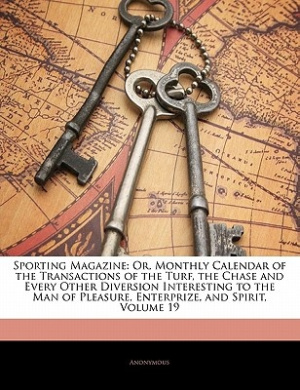 Sporting Magazine: Or, Monthly Calendar of
the Transactions of the Turf, the Chase and
Every Other Diversion Interesting to the
Man of Pleasure, Enterprize, and Spirit,
Volume 19
Anonymous